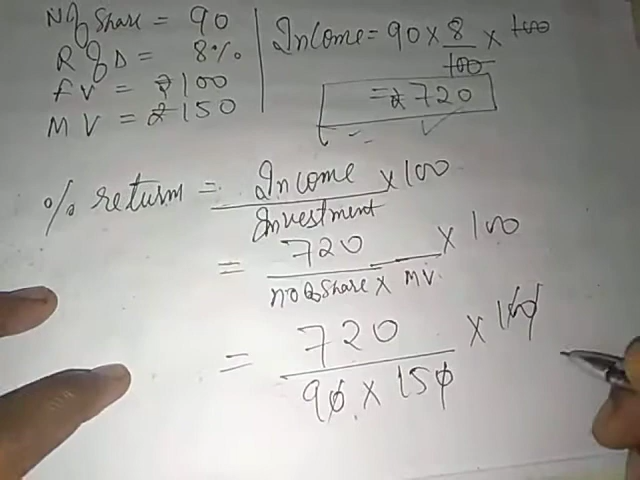 No of Share = 90
R of D = 8%
FV = ₹100
MV = ₹150
Income = 90 × 8/100 × 100
= ₹720
% return = Income/Investment × 100
= 720/no of Share × MV × 100
= 720/90 × 150 × 100